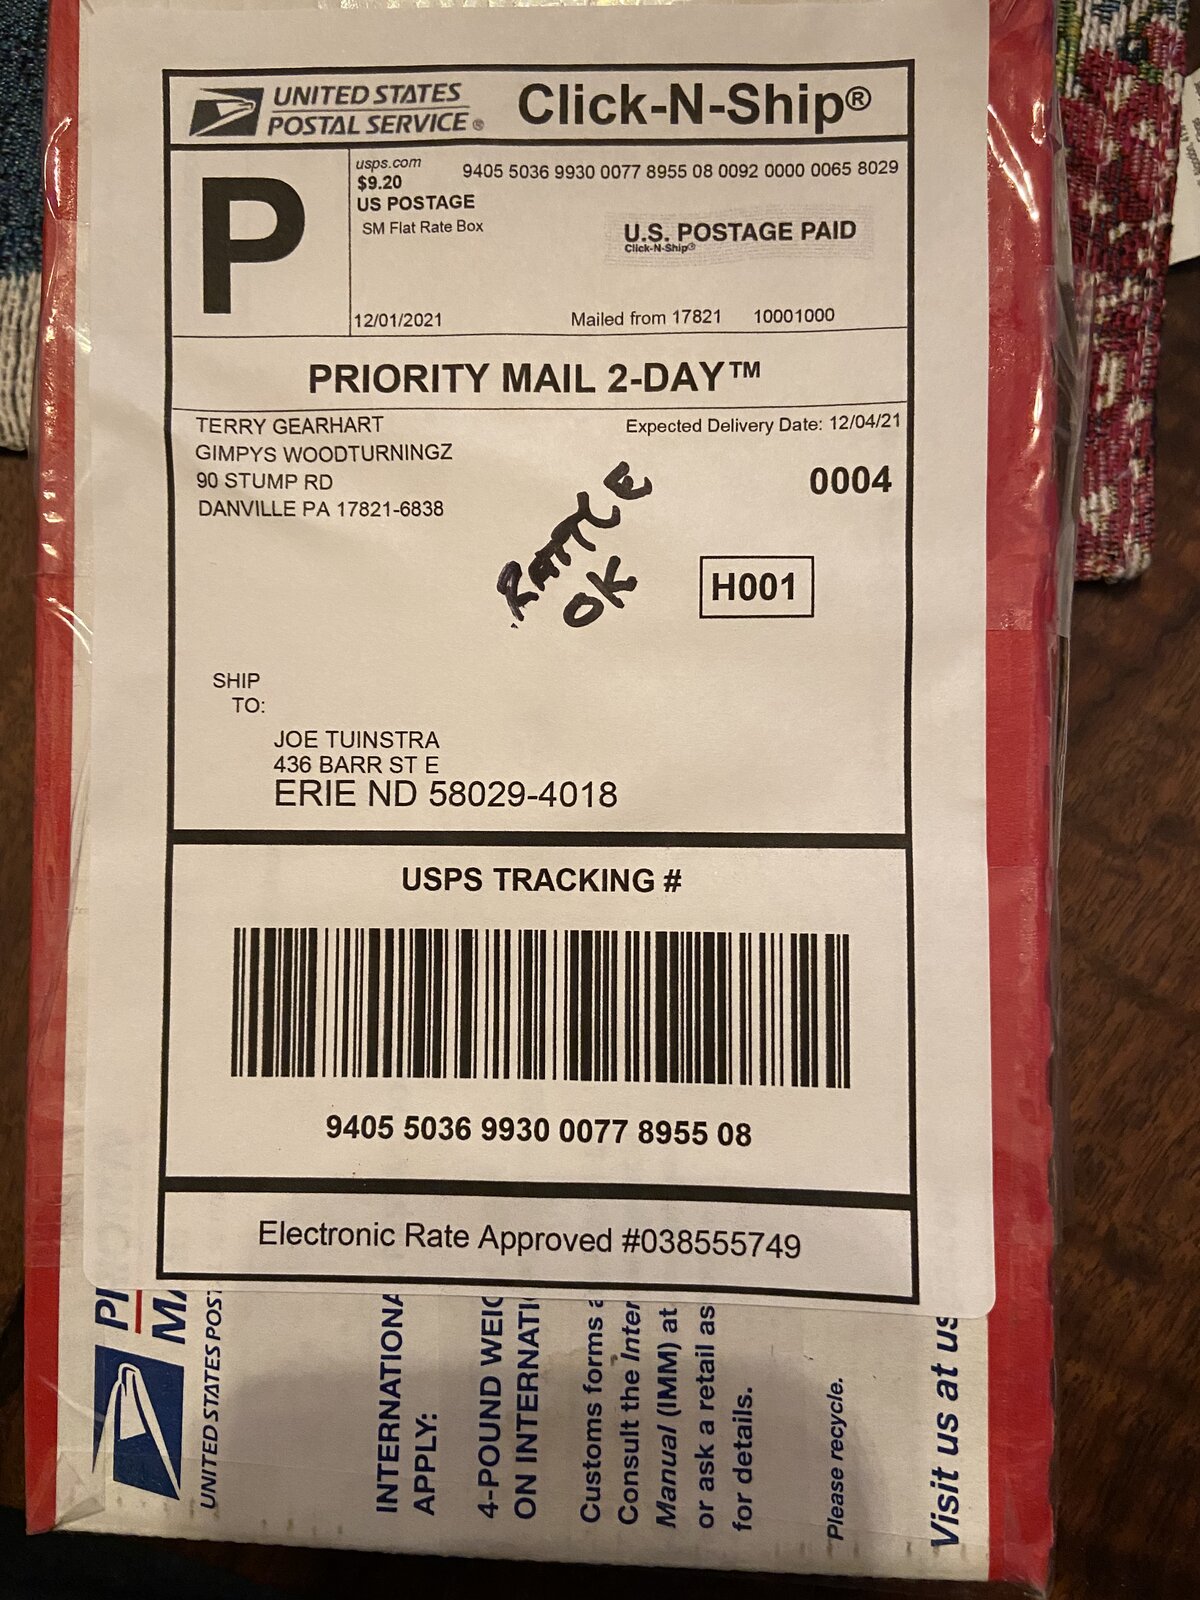 UNITED STATES
POSTAL SERVICE®
Click-N-Ship®
P
usps.com
$9.20
US POSTAGE
SM Flat Rate Box
9405 5036 9930 0077 8955 08 0092 0000 0065 8029
U.S. POSTAGE PAID
Click-N-Ship®
12/01/2021
Mailed from 17821 10001000
PRIORITY MAIL 2-DAY™
TERRY GEARHART
GIMPYS WOODTURNINGZ
90 STUMP RD
DANVILLE PA 17821-6838
Expected Delivery Date: 12/04/21
0004
RATTLE
OK
H001
SHIP
TO:
JOE TUINSTRA
436 BARR ST E
ERIE ND 58029-4018
USPS TRACKING #
9405 5036 9930 0077 8955 08
Electronic Rate Approved #038555749
UNITED STATES POST
INTERNATIONA
APPLY:
4-POUND WEIG
ON INTERNATI
Customs forms a
Consult the Inter
Manual (IMM) at
or ask a retail as
for details.
Please recycle.
Visit us at us